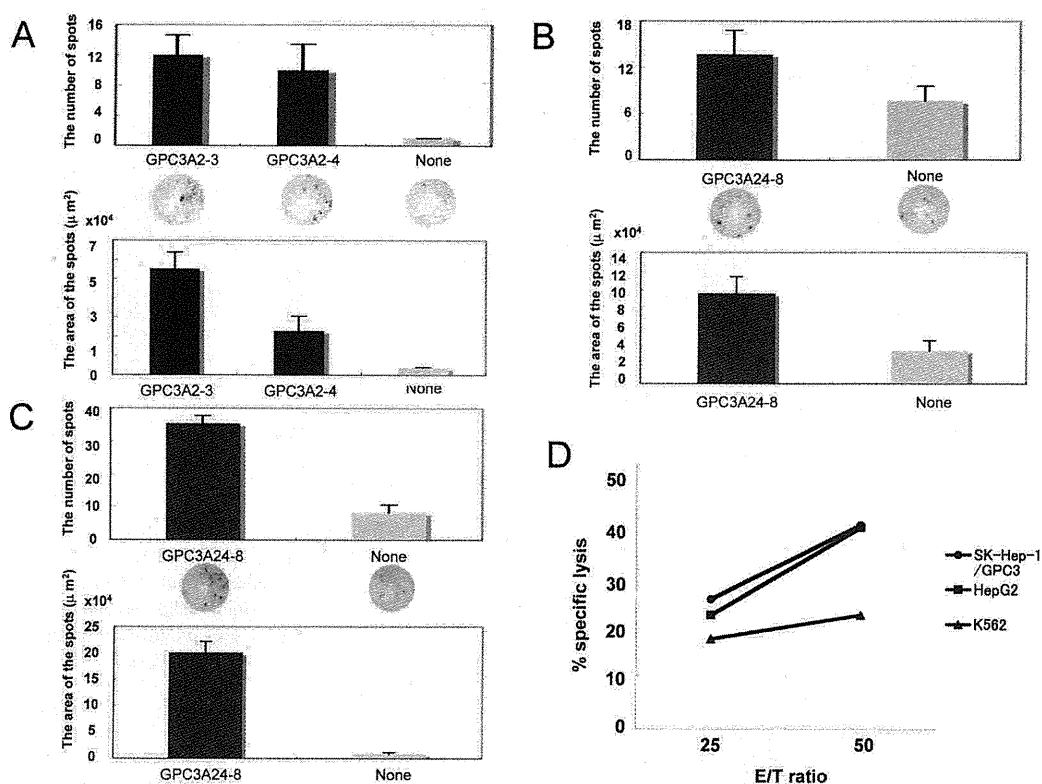 A
The number of spots
16
12
8
4
0
GPC3A2-3 GPC3A2-4 None
x10⁴
The area of the spots (μ m²)
7
5
3
1
0
GPC3A2-3 GPC3A2-4 None
B
The number of spots
18
12
6
0
GPC3A24-8 None
x10⁴
The area of the spots (μ m²)
14
12
10
8
6
4
2
0
GPC3A24-8 None
C
The number of spots
40
30
20
10
0
GPC3A24-8 None
x10⁴
The area of the spots (μ m²)
25
20
15
10
5
0
GPC3A24-8 None
D
% specific lysis
50
40
30
20
10
0
25 50
E/T ratio
SK-Hep-1
/GPC3
HepG2
K562